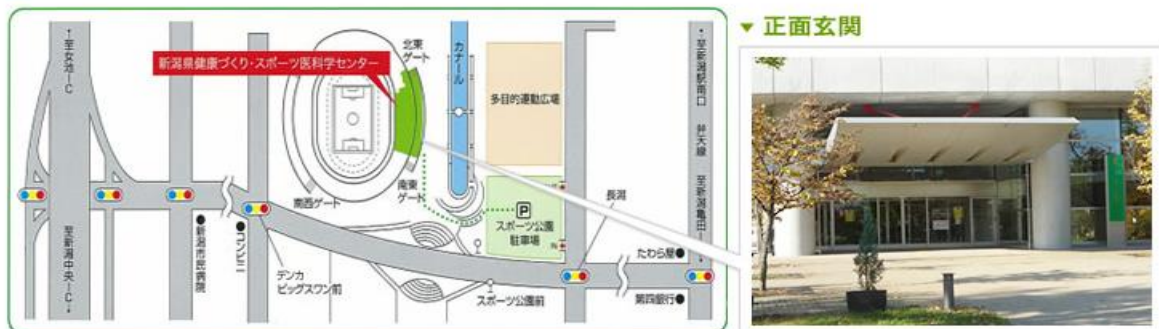 ▼ 正面玄関
↑至女池IC
至新潟中央IC↓
新潟県健康づくり・スポーツ医科学センター
北東
ゲート
カナール
多目的運動広場
南西ゲート
南東
ゲート
P
スポーツ公園
駐車場
長潟
●新潟市民病院
●コンビニ
デンカ
ビッグスワン前
スポーツ公園前
↑至新潟駅南口
弁天線
至新潟亀田IC↓
たわら屋●
第四銀行●